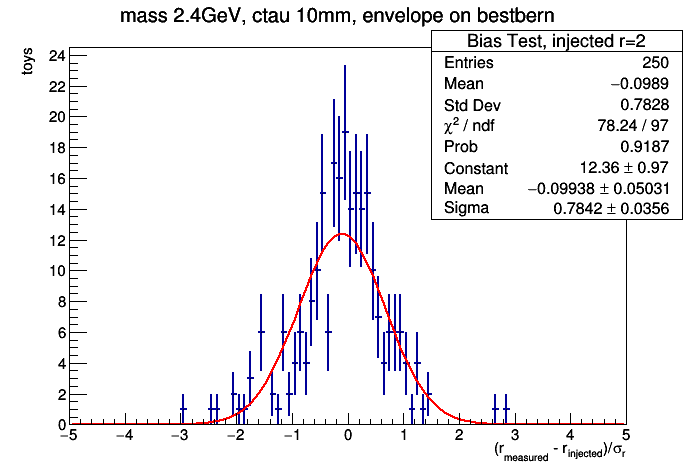 mass 2.4GeV, ctau 10mm, envelope on bestbern
Bias Test, injected r=2
Entries 250
Mean −0.0989
Std Dev 0.7828
χ² / ndf 78.24 / 97
Prob 0.9187
Constant 12.36 ± 0.97
Mean −0.09938 ± 0.05031
Sigma 0.7842 ± 0.0356
toys
24
22
20
18
16
14
12
10
8
6
4
2
0
−5 −4 −3 −2 −1 0 1 2 3 4 5
(r_measured - r_injected)/σ_r